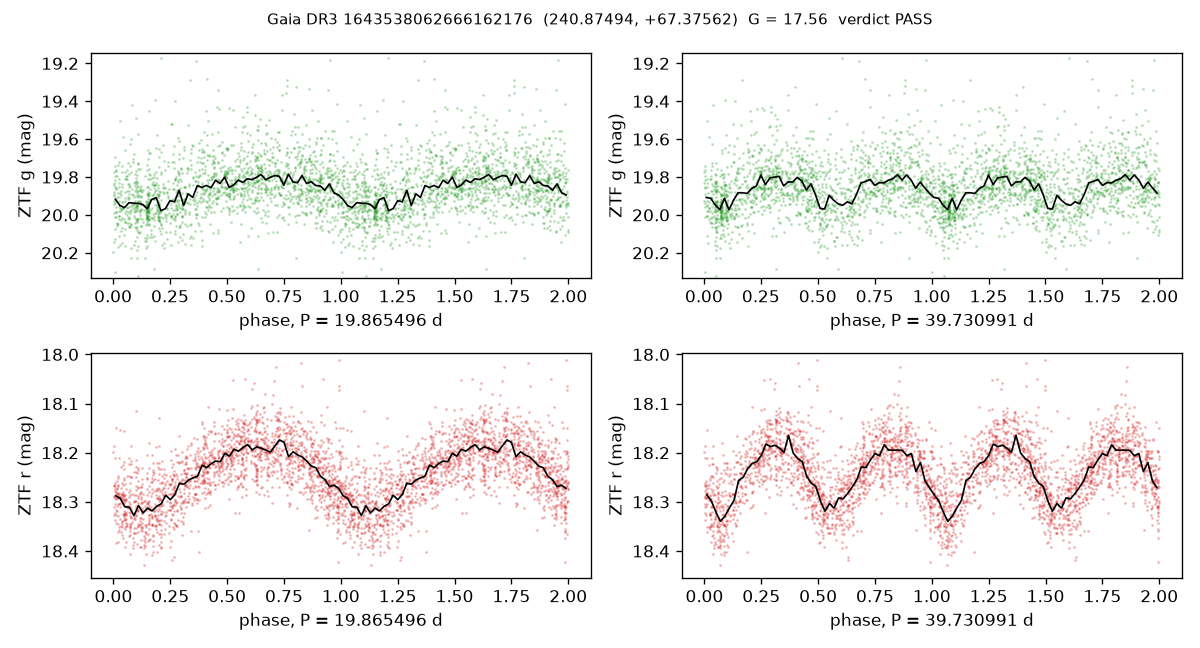 Gaia DR3 1643538062666162176  (240.87494, +67.37562)  G = 17.56  verdict PASS
ZTF g (mag)
19.2
19.4
19.6
19.8
20.0
20.2
0.00 0.25 0.50 0.75 1.00 1.25 1.50 1.75 2.00
phase, P = 19.865496 d
ZTF g (mag)
19.2
19.4
19.6
19.8
20.0
20.2
0.00 0.25 0.50 0.75 1.00 1.25 1.50 1.75 2.00
phase, P = 39.730991 d
ZTF r (mag)
18.0
18.1
18.2
18.3
18.4
0.00 0.25 0.50 0.75 1.00 1.25 1.50 1.75 2.00
phase, P = 19.865496 d
ZTF r (mag)
18.0
18.1
18.2
18.3
18.4
0.00 0.25 0.50 0.75 1.00 1.25 1.50 1.75 2.00
phase, P = 39.730991 d